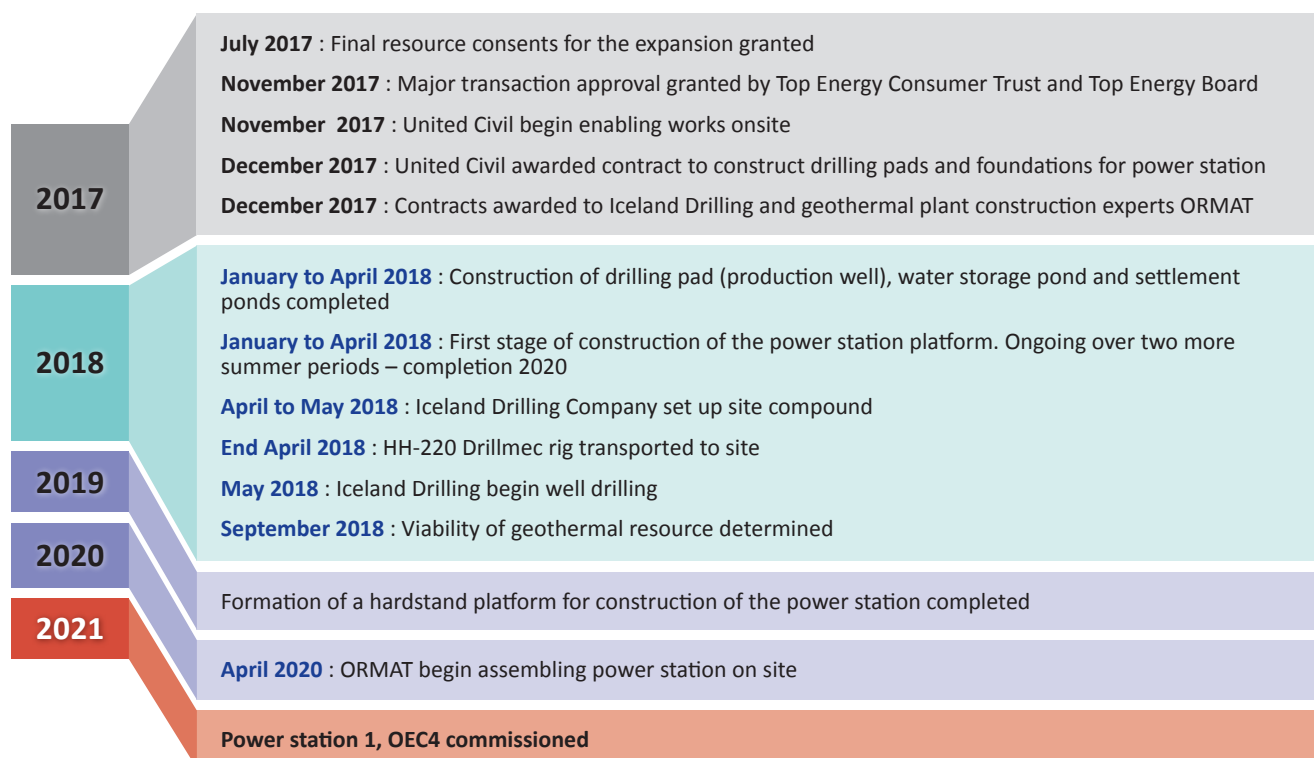 July 2017 : Final resource consents for the expansion granted
November 2017 : Major transaction approval granted by Top Energy Consumer Trust and Top Energy Board
November 2017 : United Civil begin enabling works onsite
December 2017 : United Civil awarded contract to construct drilling pads and foundations for power station
December 2017 : Contracts awarded to Iceland Drilling and geothermal plant construction experts ORMAT
2017
January to April 2018 : Construction of drilling pad (production well), water storage pond and settlement
ponds completed
January to April 2018 : First stage of construction of the power station platform. Ongoing over two more
summer periods – completion 2020
April to May 2018 : Iceland Drilling Company set up site compound
End April 2018 : HH-220 Drillmec rig transported to site
May 2018 : Iceland Drilling begin well drilling
September 2018 : Viability of geothermal resource determined
2018
2019
Formation of a hardstand platform for construction of the power station completed
2020
April 2020 : ORMAT begin assembling power station on site
2021
Power station 1, OEC4 commissioned